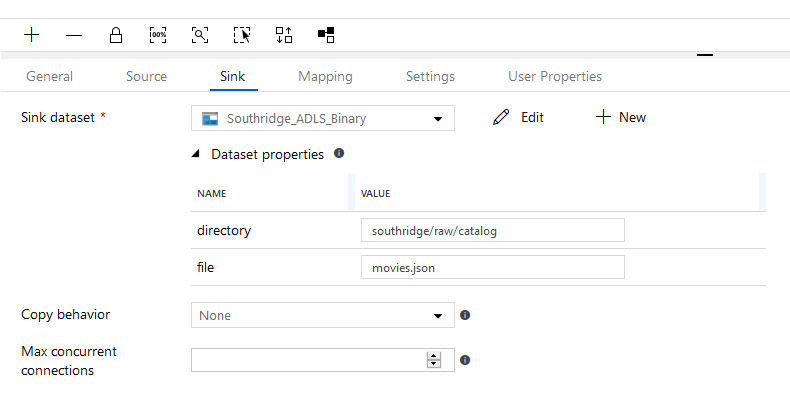 100%
General Source Sink Mapping Settings User Properties
Sink dataset * Southridge_ADLS_Binary Edit New
Dataset properties
NAME VALUE
directory southridge/raw/catalog
file movies.json
Copy behavior None
Max concurrent
connections